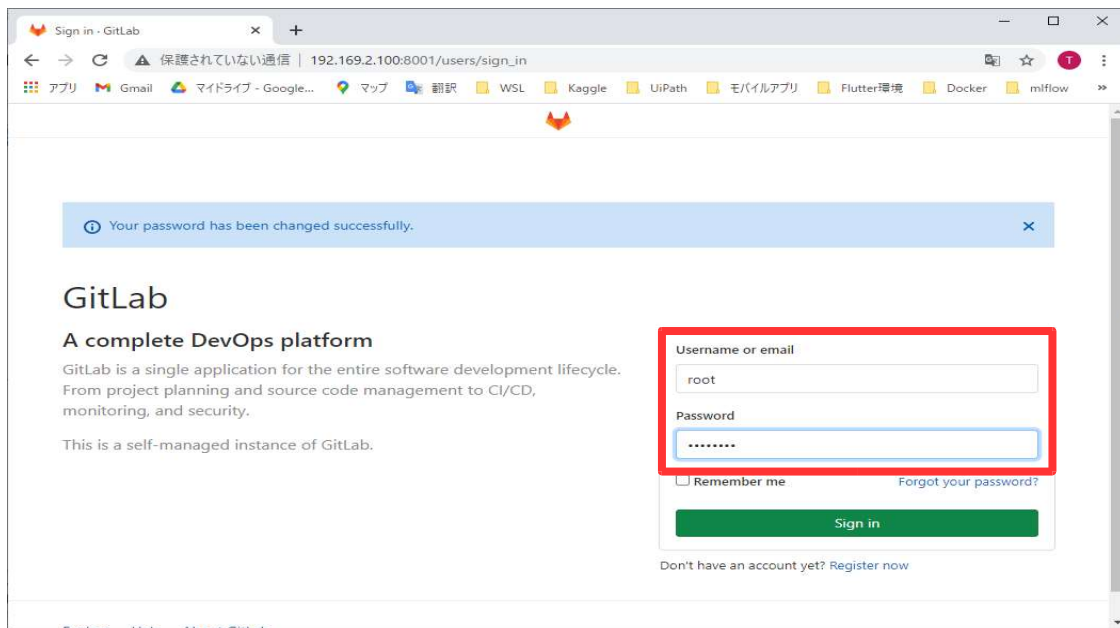 Sign in · GitLab
保護されていない通信 | 192.169.2.100:8001/users/sign_in
T
アプリ Gmail マイドライブ - Google... マップ 翻訳 WSL Kaggle UiPath モバイルアプリ Flutter環境 Docker mlflow »
Your password has been changed successfully.
GitLab
A complete DevOps platform
GitLab is a single application for the entire software development lifecycle.
From project planning and source code management to CI/CD,
monitoring, and security.
This is a self-managed instance of GitLab.
Username or email
root
Password
••••••••
Remember me
Forgot your password?
Sign in
Don't have an account yet? Register now